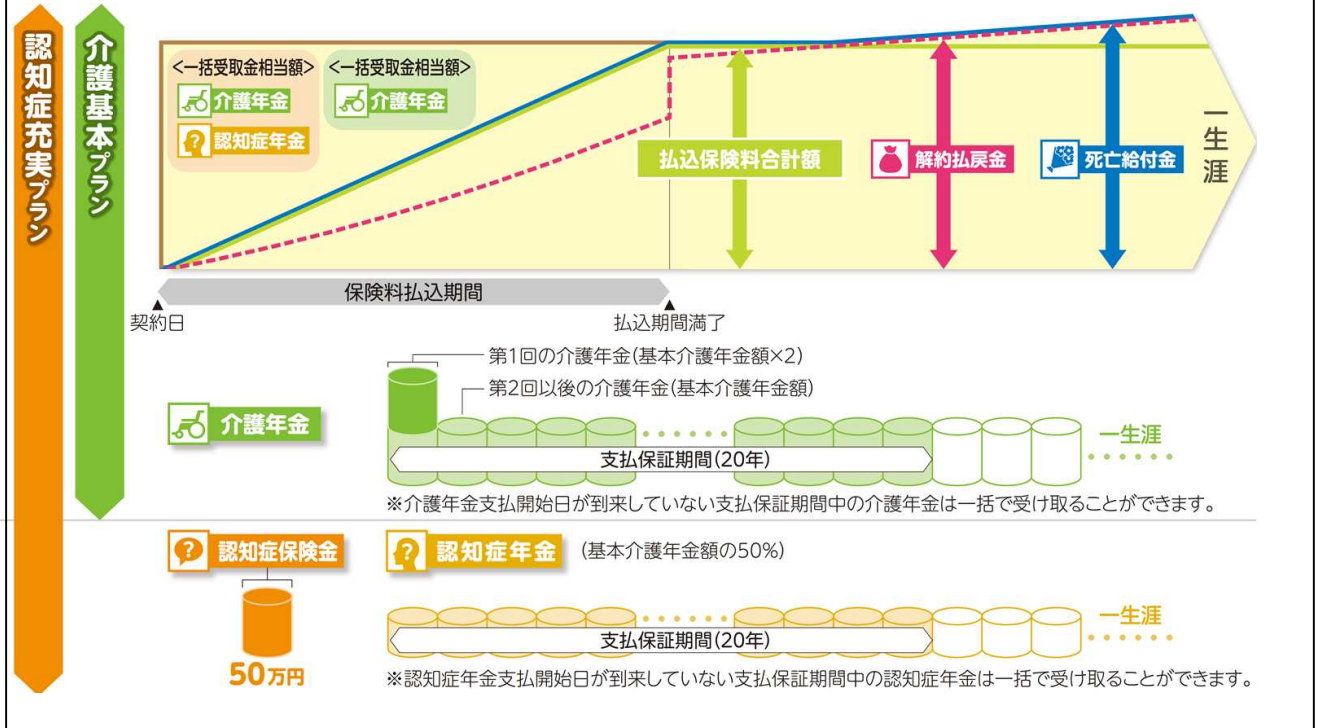 認知症充実プラン
介護基本プラン
<一括受取金相当額>
介護年金
認知症年金
<一括受取金相当額>
介護年金
払込保険料合計額
解約払戻金
死亡給付金
一生涯
保険料払込期間
契約日
払込期間満了
第1回の介護年金(基本介護年金額×2)
第2回以後の介護年金(基本介護年金額)
介護年金
一生涯
支払保証期間(20年)
※介護年金支払開始日が到来していない支払保証期間中の介護年金は一括で受け取ることができます。
認知症保険金
50万円
認知症年金 (基本介護年金額の50%)
一生涯
支払保証期間(20年)
※認知症年金支払開始日が到来していない支払保証期間中の認知症年金は一括で受け取ることができます。